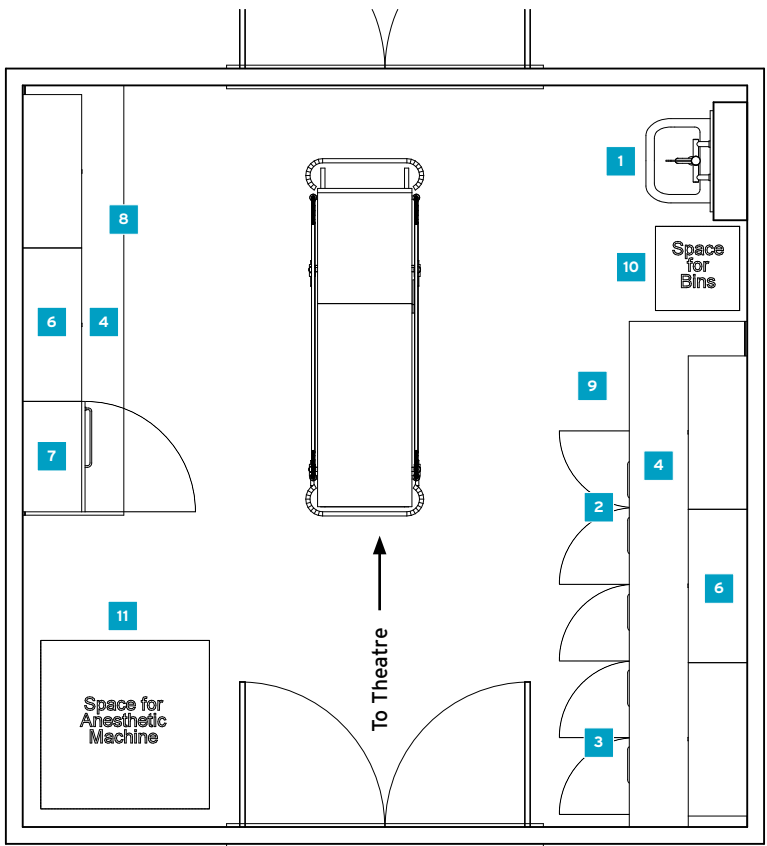 1
8
Space
for
Bins
10
6
4
9
7
4
2
6
11
To Theatre
Space for
Anesthetic
Machine
3